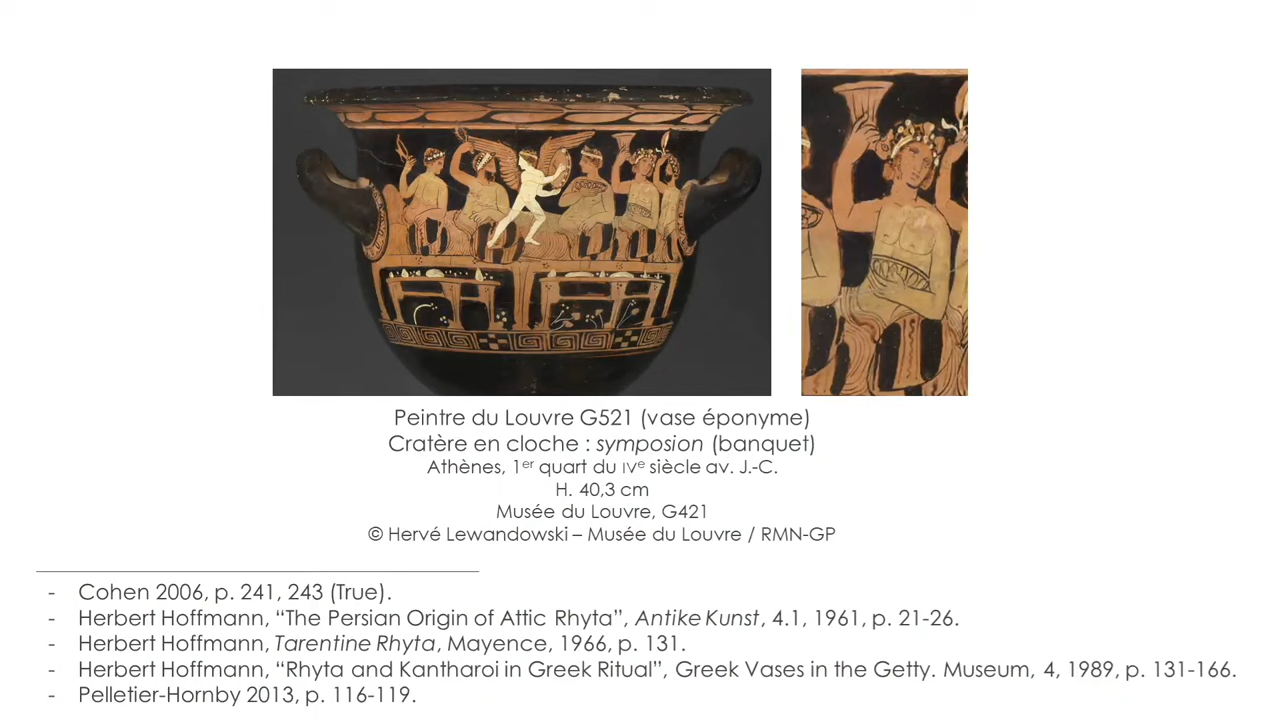 Peintre du Louvre G521 (vase éponyme)
Cratère en cloche : symposion (banquet)
Athènes, 1er quart du IVe siècle av. J.-C.
H. 40,3 cm
Musée du Louvre, G421
© Hervé Lewandowski – Musée du Louvre / RMN-GP
- Cohen 2006, p. 241, 243 (True).
- Herbert Hoffmann, “The Persian Origin of Attic Rhyta”, Antike Kunst, 4.1, 1961, p. 21-26.
- Herbert Hoffmann, Tarentine Rhyta, Mayence, 1966, p. 131.
- Herbert Hoffmann, “Rhyta and Kantharoi in Greek Ritual”, Greek Vases in the Getty. Museum, 4, 1989, p. 131-166.
- Pelletier-Hornby 2013, p. 116-119.